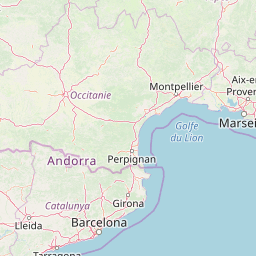 Montpellier
Aix-en
Proven
Occitanie
Marsei
Golfe
du Lion
Andorra
Perpignan
Catalunya
Girona
Lleida
Barcelona
Tarragona